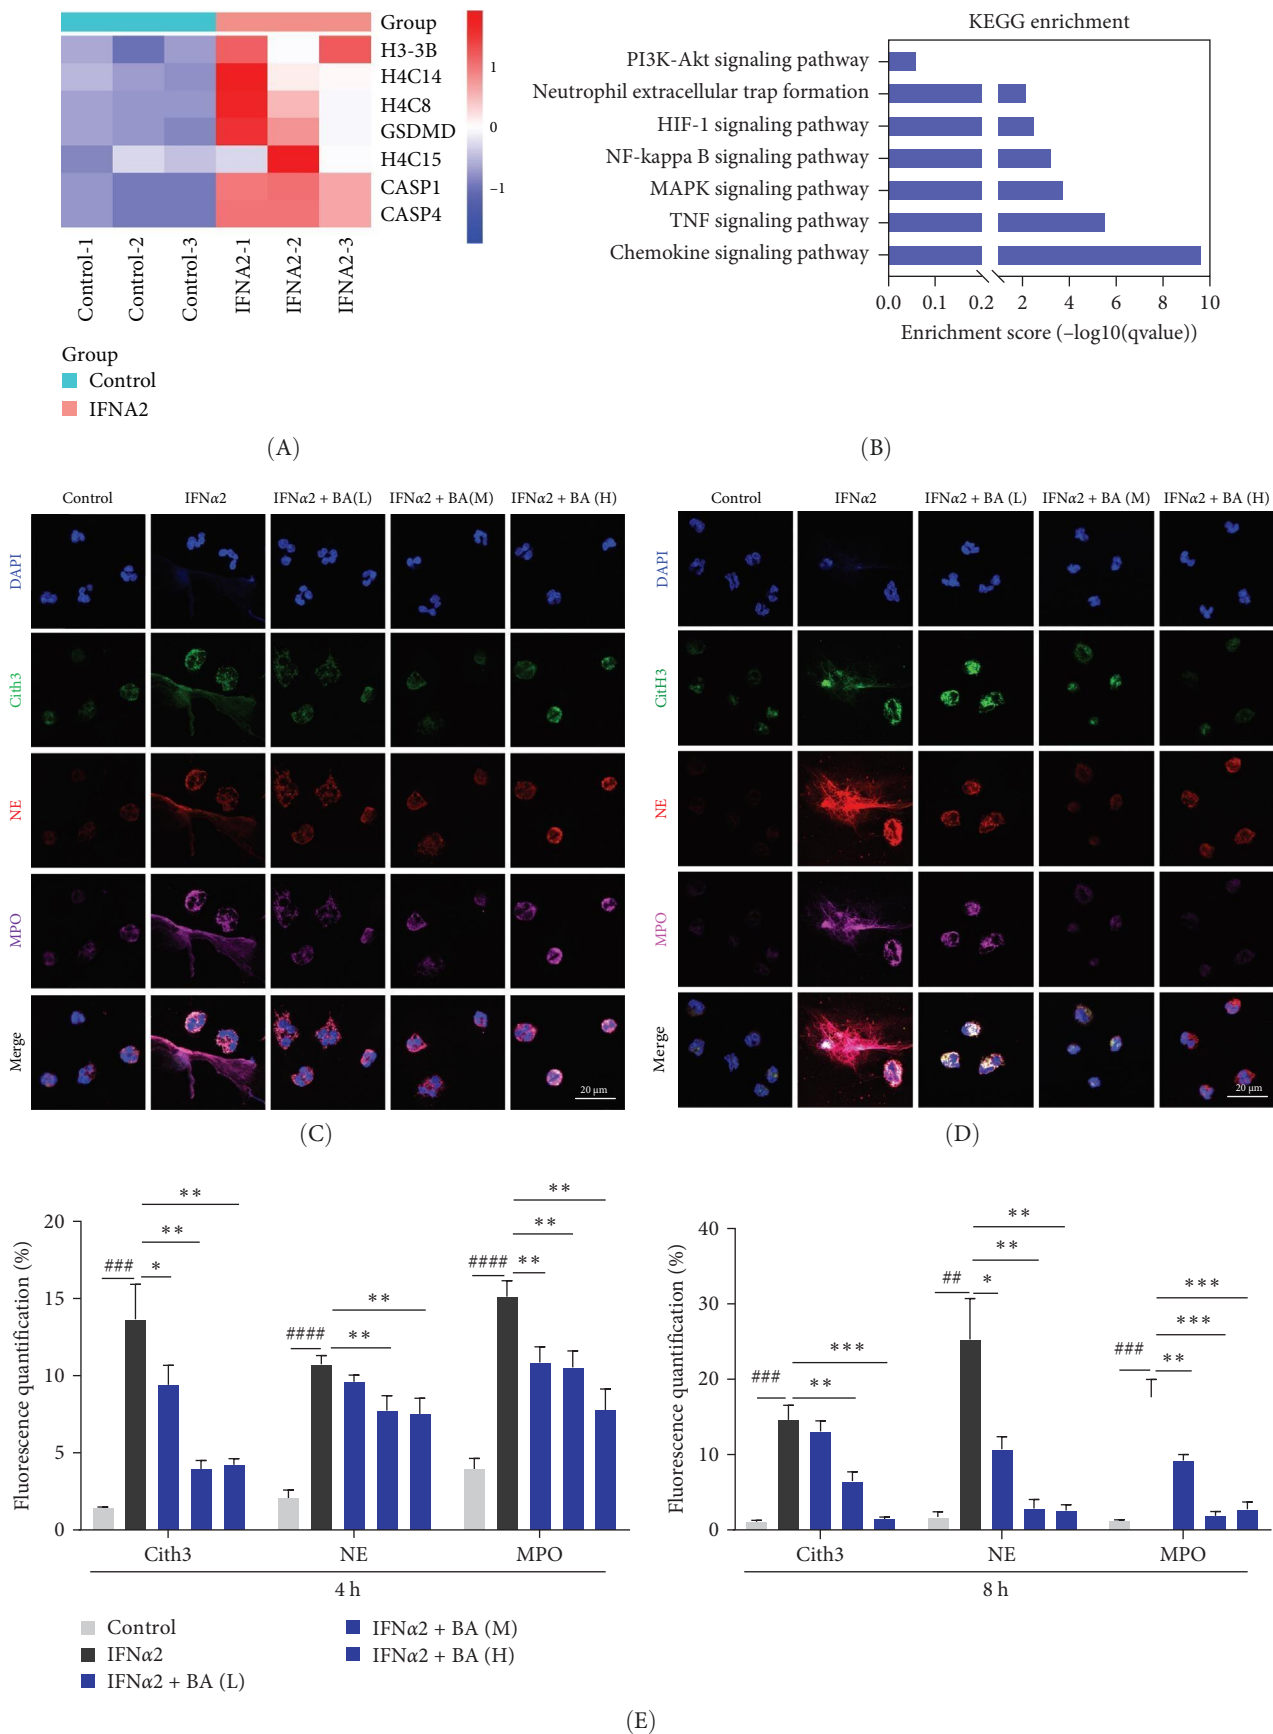 Group
H3-3B
H4C14
H4C8
GSDMD
H4C15
CASP1
CASP4
1
0
−1
Control-1
Control-2
Control-3
IFNA2-1
IFNA2-2
IFNA2-3
Group
Control
IFNA2
(A)
KEGG enrichment
PI3K-Akt signaling pathway
Neutrophil extracellular trap formation
HIF-1 signaling pathway
NF-kappa B signaling pathway
MAPK signaling pathway
TNF signaling pathway
Chemokine signaling pathway
0.0 0.1 0.2 2 4 6 8 10
Enrichment score (−log10(qvalue))
(B)
Control IFNα2 IFNα2 + BA(L) IFNα2 + BA(M) IFNα2 + BA (H)
DAPI
Cith3
NE
MPO
Merge
20 μm
(C)
Control IFNα2 IFNα2 + BA (L) IFNα2 + BA (M) IFNα2 + BA (H)
DAPI
CitH3
NE
MPO
Merge
20 μm
(D)
Fluorescence quantification (%)
20
15
10
5
0
### * ** **
#### ** **
#### ** ** **
Cith3 NE MPO
4 h
Fluorescence quantification (%)
40
30
20
10
0
### ** ***
## * ** **
### ** *** ***
Cith3 NE MPO
8 h
Control
IFNα2
IFNα2 + BA (L)
IFNα2 + BA (M)
IFNα2 + BA (H)
(E)